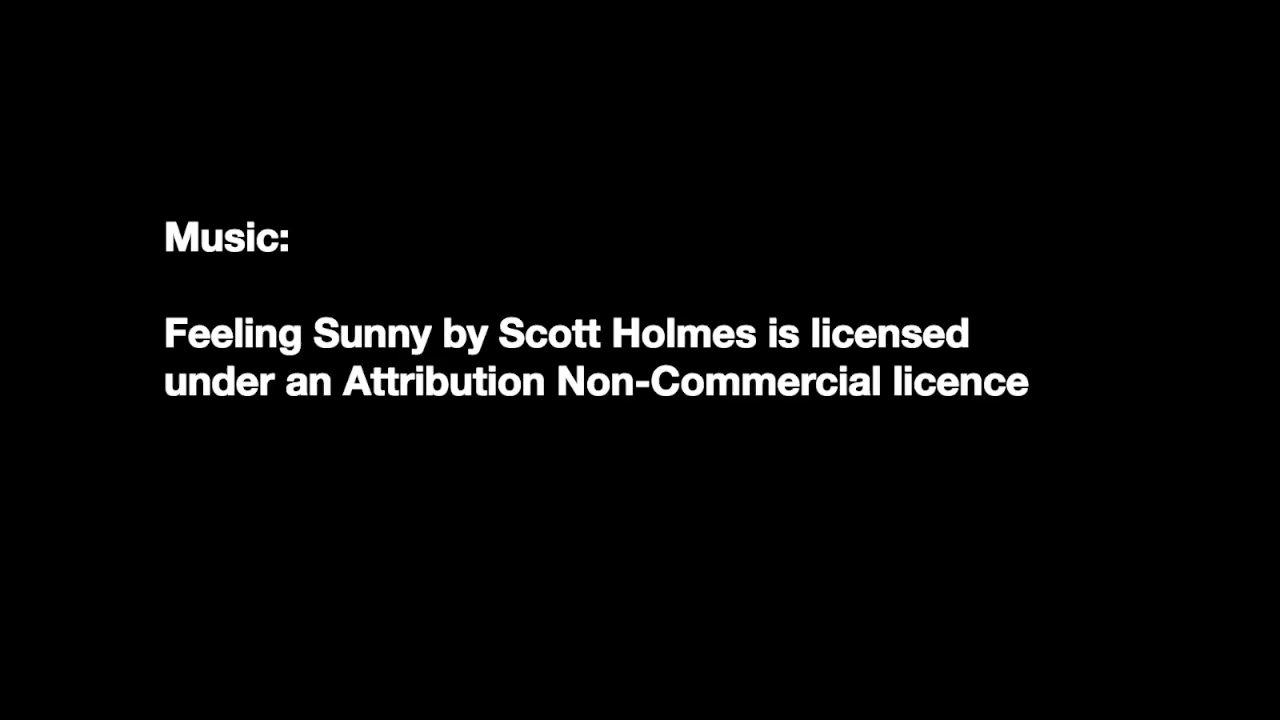 Music:
Feeling Sunny by Scott Holmes is licensed
under an Attribution Non-Commercial licence